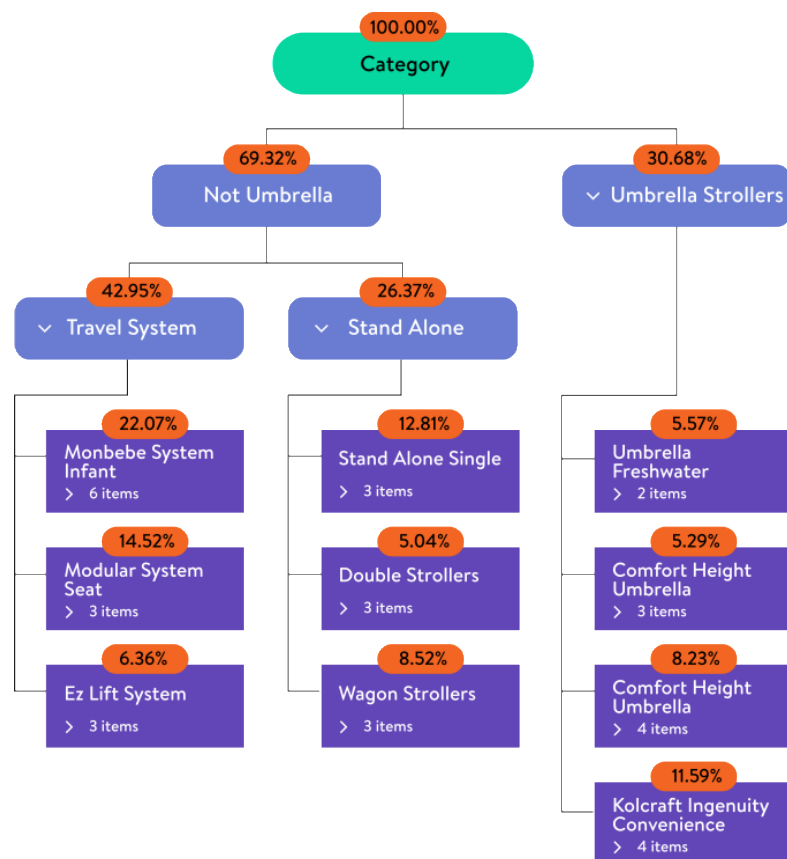 100.00%
Category
69.32%
Not Umbrella
30.68%
Umbrella Strollers
42.95%
Travel System
26.37%
Stand Alone
22.07%
Monbebe System
Infant
6 items
12.81%
Stand Alone Single
3 items
5.57%
Umbrella
Freshwater
2 items
14.52%
Modular System
Seat
3 items
5.04%
Double Strollers
3 items
5.29%
Comfort Height
Umbrella
3 items
6.36%
Ez Lift System
3 items
8.52%
Wagon Strollers
3 items
8.23%
Comfort Height
Umbrella
4 items
11.59%
Kolcraft Ingenuity
Convenience
4 items